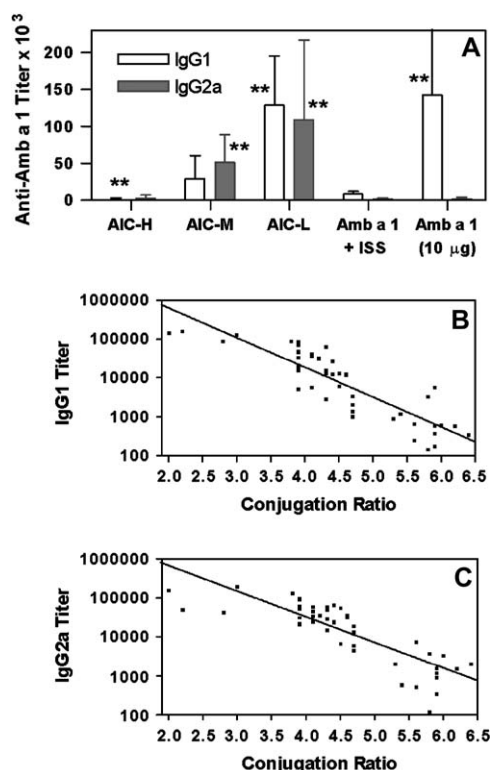 Anti-Amb a 1 Titer x 10³
200
150
100
50
0
IgG1
IgG2a
A
**
**
**
**
**
AIC-H
AIC-M
AIC-L
Amb a 1
+ ISS
Amb a 1
(10 μg)
B
IgG1 Titer
1000000
100000
10000
1000
100
2.0 2.5 3.0 3.5 4.0 4.5 5.0 5.5 6.0 6.5
Conjugation Ratio
C
IgG2a Titer
1000000
100000
10000
1000
100
2.0 2.5 3.0 3.5 4.0 4.5 5.0 5.5 6.0 6.5
Conjugation Ratio